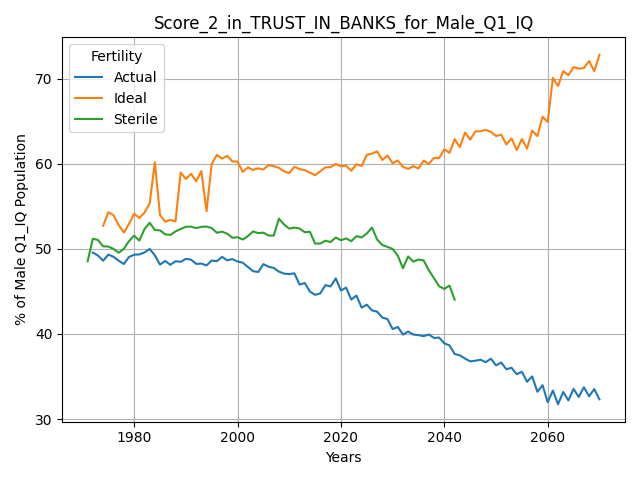 Score_2_in_TRUST_IN_BANKS_for_Male_Q1_IQ
Fertility
Actual
Ideal
Sterile
% of Male Q1_IQ Population
70
60
50
40
30
1980
2000
2020
2040
2060
Years